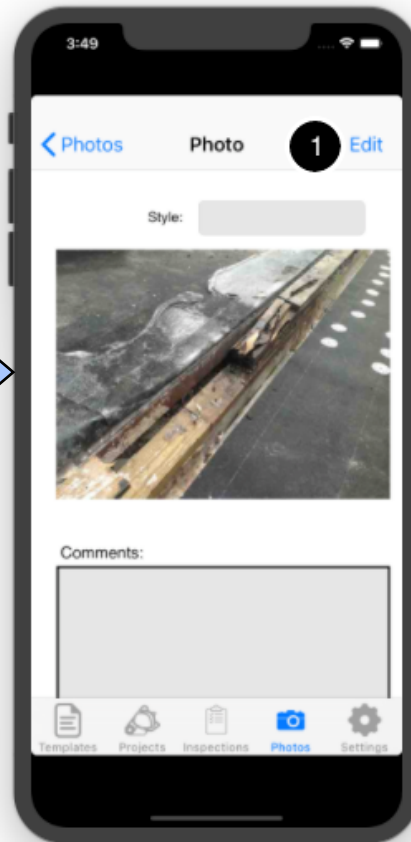 3:49
Photos Photo 1 Edit
Style:
Comments:
Templates Projects Inspections Photos Settings